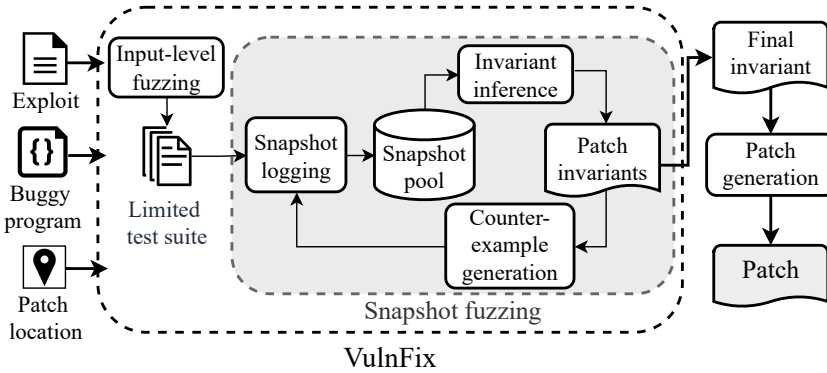 Exploit
{}
Buggy
program
Patch
location
Input-level
fuzzing
Limited
test suite
Snapshot
logging
Snapshot
pool
Invariant
inference
Patch
invariants
Counter-
example
generation
Snapshot fuzzing
VulnFix
Final
invariant
Patch
generation
Patch